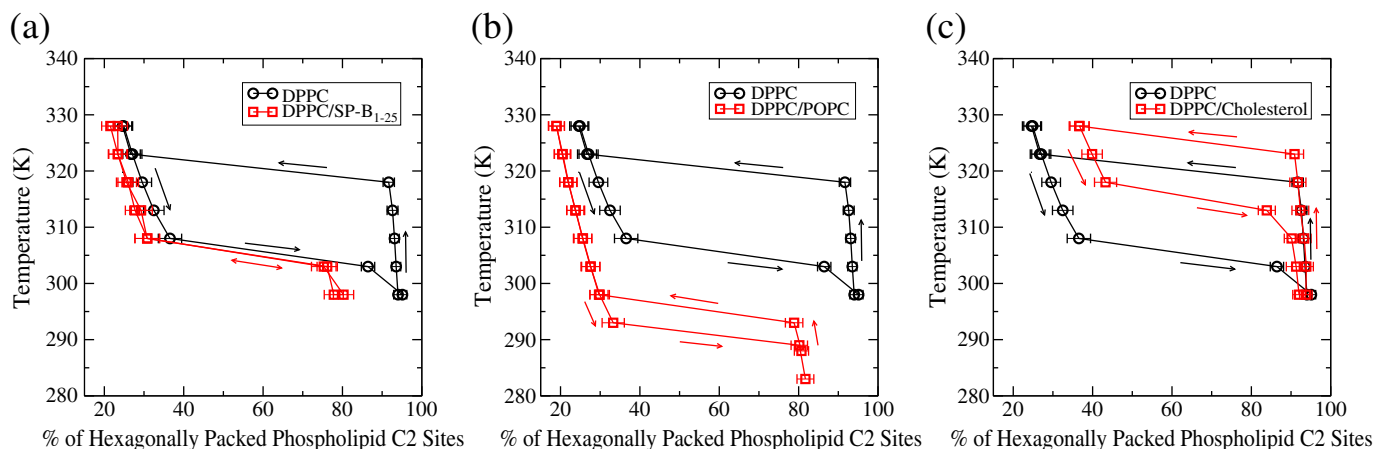 (a)
340
330
320
310
300
290
280
Temperature (K)
DPPC
DPPC/SP-B1-25
20 40 60 80 100
% of Hexagonally Packed Phospholipid C2 Sites
(b)
340
330
320
310
300
290
280
Temperature (K)
DPPC
DPPC/POPC
20 40 60 80 100
% of Hexagonally Packed Phospholipid C2 Sites
(c)
340
330
320
310
300
290
280
Temperature (K)
DPPC
DPPC/Cholesterol
20 40 60 80 100
% of Hexagonally Packed Phospholipid C2 Sites